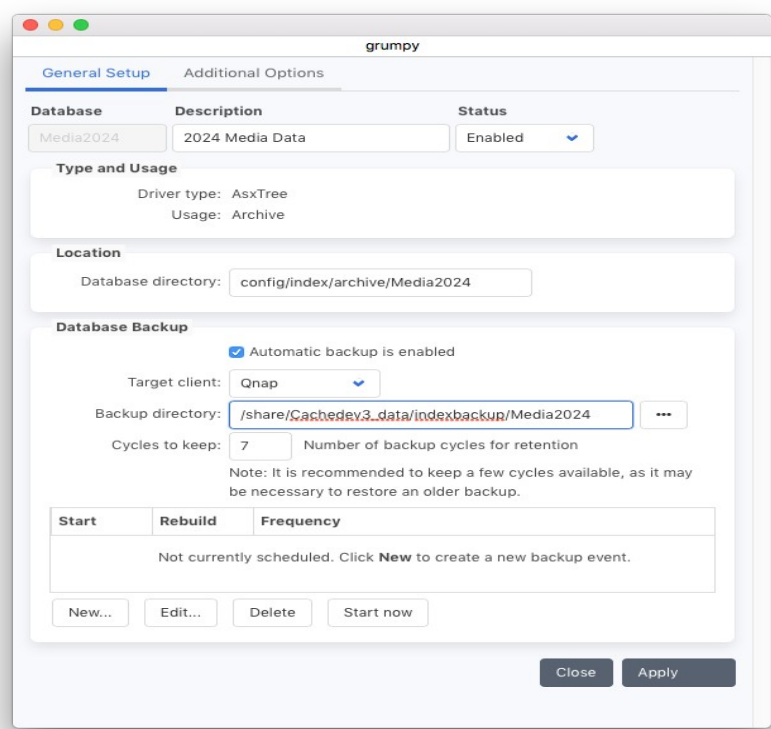 grumpy
General Setup Additional Options
Database Description Status
Media2024 2024 Media Data Enabled
Type and Usage
Driver type: AsxTree
Usage: Archive
Location
Database directory: config/index/archive/Media2024
Database Backup
Automatic backup is enabled
Target client: Qnap
Backup directory: /share/Cachedev3_data/indexbackup/Media2024 •••
Cycles to keep: 7 Number of backup cycles for retention
Note: It is recommended to keep a few cycles available, as it may
be necessary to restore an older backup.
Start Rebuild Frequency
Not currently scheduled. Click New to create a new backup event.
New... Edit... Delete Start now
Close Apply